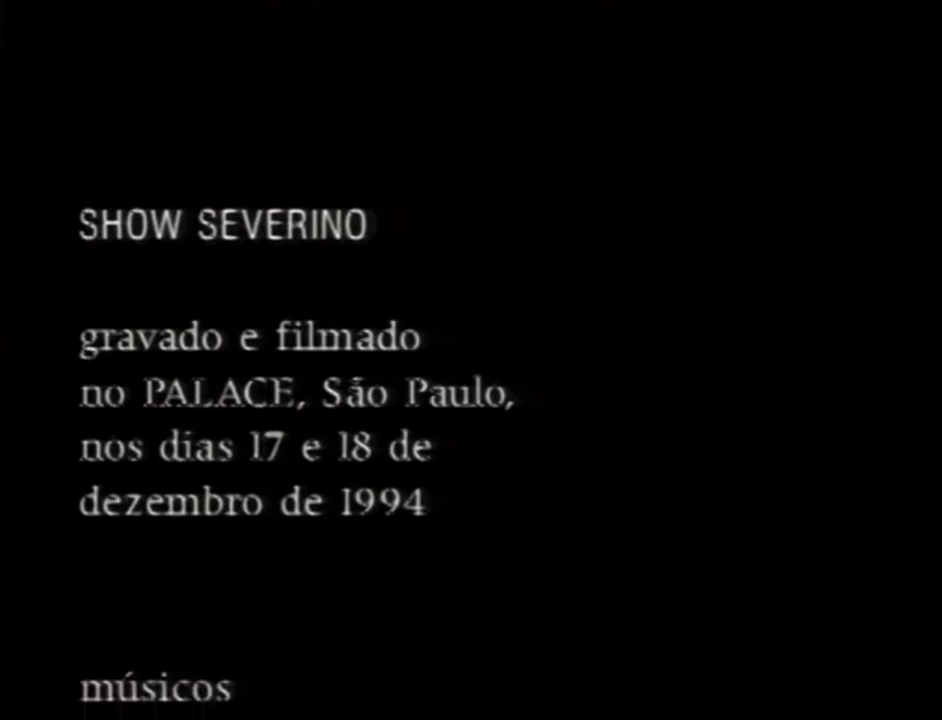 SHOW SEVERINO
gravado e filmado
no PALACE, São Paulo,
nos dias 17 e 18 de
dezembro de 1994
músicos